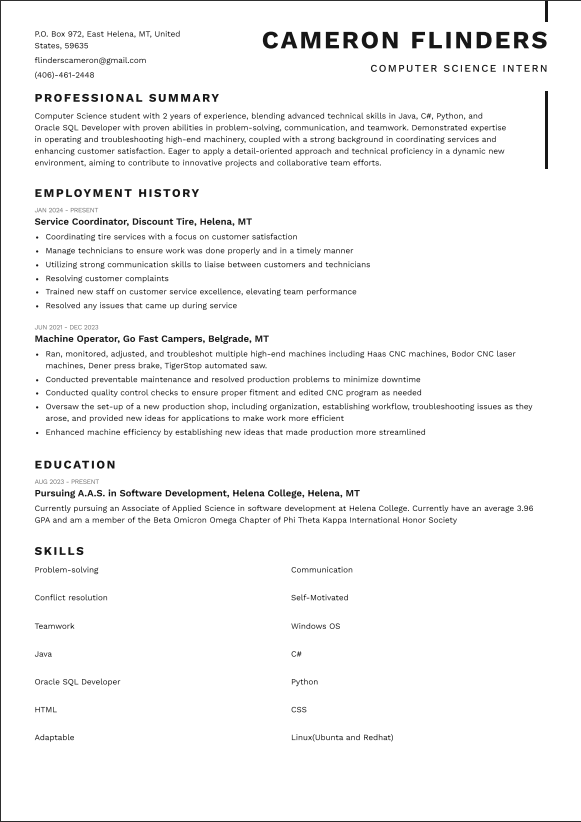 P.O. Box 972, East Helena, MT, United
States, 59635
flinderscameron@gmail.com
(406)-461-2448
CAMERON FLINDERS
COMPUTER SCIENCE INTERN
PROFESSIONAL SUMMARY
Computer Science student with 2 years of experience, blending advanced technical skills in Java, C#, Python, and
Oracle SQL Developer with proven abilities in problem-solving, communication, and teamwork. Demonstrated expertise
in operating and troubleshooting high-end machinery, coupled with a strong background in coordinating services and
enhancing customer satisfaction. Eager to apply a detail-oriented approach and technical proficiency in a dynamic new
environment, aiming to contribute to innovative projects and collaborative team efforts.
EMPLOYMENT HISTORY
JAN 2024 - PRESENT
Service Coordinator, Discount Tire, Helena, MT
• Coordinating tire services with a focus on customer satisfaction
• Manage technicians to ensure work was done properly and in a timely manner
• Utilizing strong communication skills to liaise between customers and technicians
• Resolving customer complaints
• Trained new staff on customer service excellence, elevating team performance
• Resolved any issues that came up during service
JUN 2021 - DEC 2023
Machine Operator, Go Fast Campers, Belgrade, MT
• Ran, monitored, adjusted, and troubleshot multiple high-end machines including Haas CNC machines, Bodor CNC laser
machines, Dener press brake, TigerStop automated saw.
• Conducted preventable maintenance and resolved production problems to minimize downtime
• Conducted quality control checks to ensure proper fitment and edited CNC program as needed
• Oversaw the set-up of a new production shop, including organization, establishing workflow, troubleshooting issues as they
arose, and provided new ideas for applications to make work more efficient
• Enhanced machine efficiency by establishing new ideas that made production more streamlined
EDUCATION
AUG 2023 - PRESENT
Pursuing A.A.S. in Software Development, Helena College, Helena, MT
Currently pursuing an Associate of Applied Science in software development at Helena College. Currently have an average 3.96
GPA and am a member of the Beta Omicron Omega Chapter of Phi Theta Kappa International Honor Society
SKILLS
Problem-solving
Communication
Conflict resolution
Self-Motivated
Teamwork
Windows OS
Java
C#
Oracle SQL Developer
Python
HTML
CSS
Adaptable
Linux(Ubunta and Redhat)